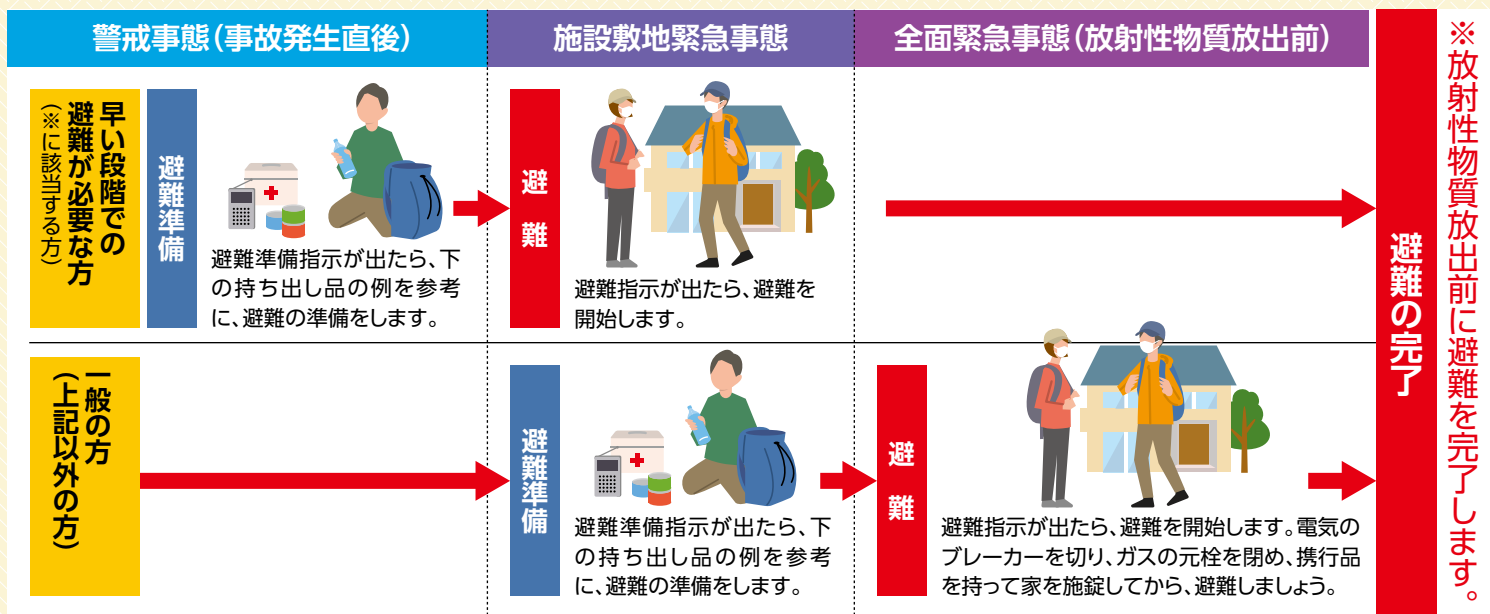 警戒事態（事故発生直後）
施設敷地緊急事態
全面緊急事態（放射性物質放出前）
早い段階での
避難が必要な方
（※に該当する方）
避難準備
避難準備指示が出たら、下
の持ち出し品の例を参考
に、避難の準備をします。
避難
避難指示が出たら、避難を
開始します。
一般の方
（上記以外の方）
避難準備
避難準備指示が出たら、下
の持ち出し品の例を参考
に、避難の準備をします。
避難
避難指示が出たら、避難を開始します。電気の
ブレーカーを切り、ガスの元栓を閉め、携行品
を持って家を施錠してから、避難しましょう。
避難の完了
※放射性物質放出前に避難を完了します。